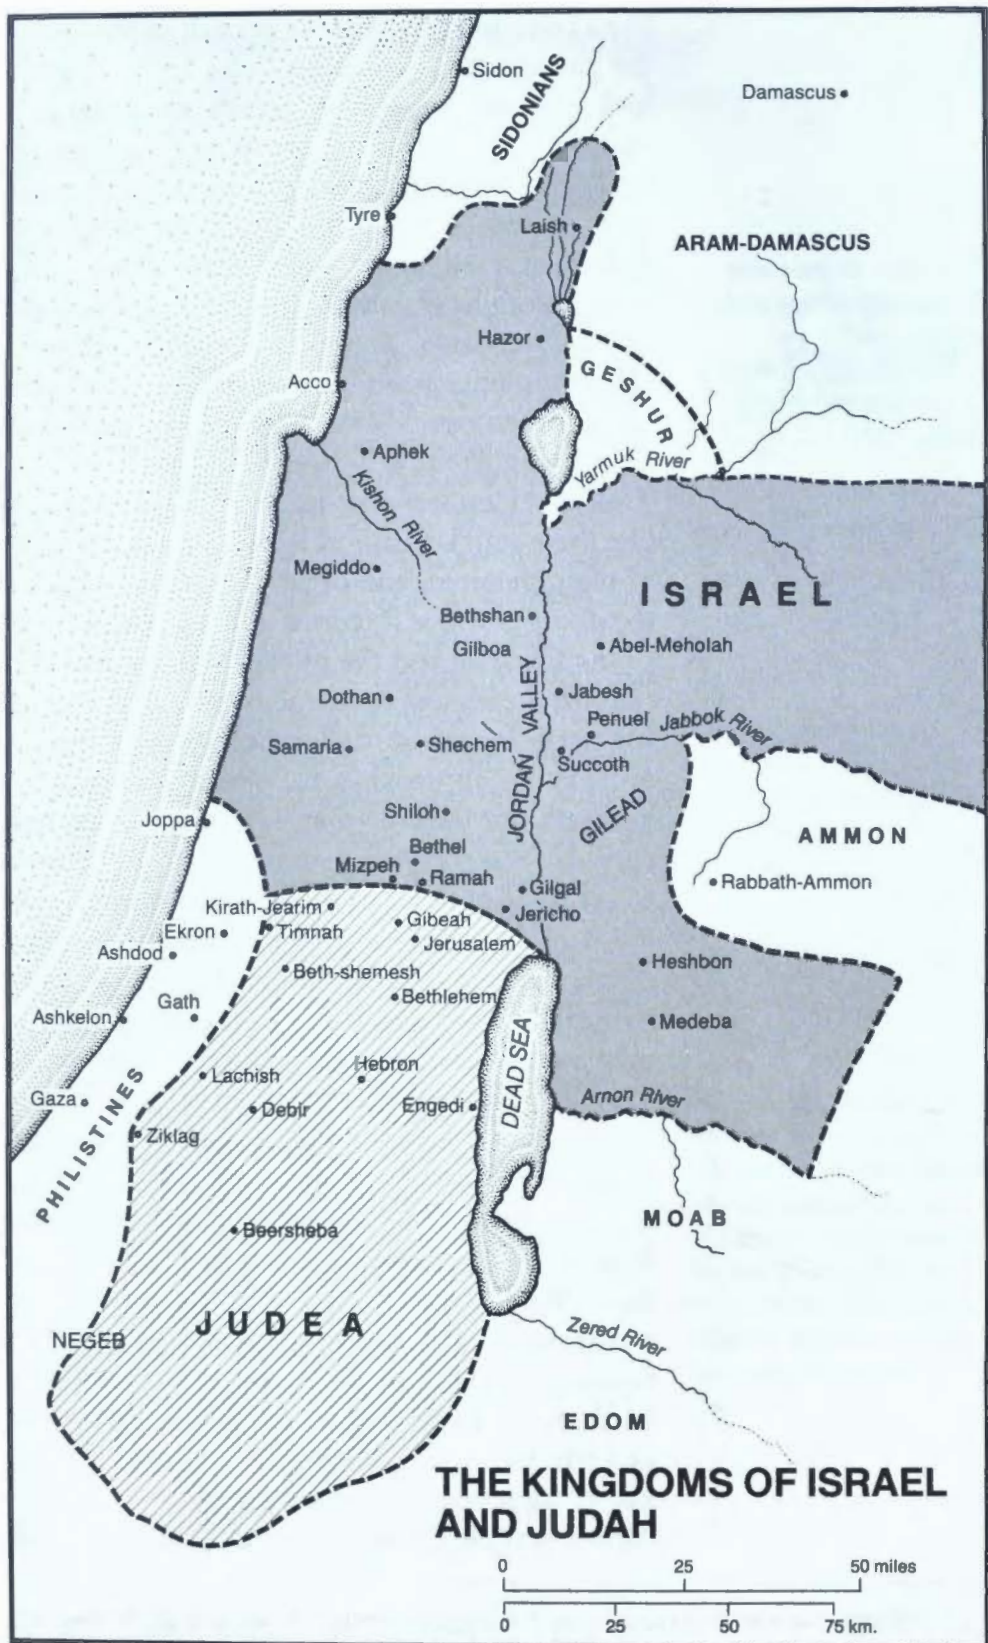 Sidon
SIDONIANS
Damascus
Tyre
Laish
ARAM-DAMASCUS
Hazor
GESHUR
Acco
Aphek
Yarmuk River
Kishon River
Megiddo
ISRAEL
Bethshan
Gilboa
Abel-Meholah
JORDAN VALLEY
Dothan
Jabesh
Penuel
Jabbok River
Samaria
Shechem
Succoth
GILEAD
Joppa
Shiloh
AMMON
Bethel
Mizpeh
Ramah
Gilgal
Rabbath-Ammon
Kirath-Jearim
Jericho
Ekron
Timnah
Gibeah
Jerusalem
Ashdod
Beth-shemesh
Heshbon
Gath
Bethlehem
Ashkelon
Medeba
DEAD SEA
Lachish
Hebron
Gaza
Debir
Engedi
Arnon River
PHILISTINES
Ziklag
MOAB
Beersheba
JUDEA
NEGEB
Zered River
EDOM
THE KINGDOMS OF ISRAEL
AND JUDAH
0 25 50 miles
0 25 50 75 km.